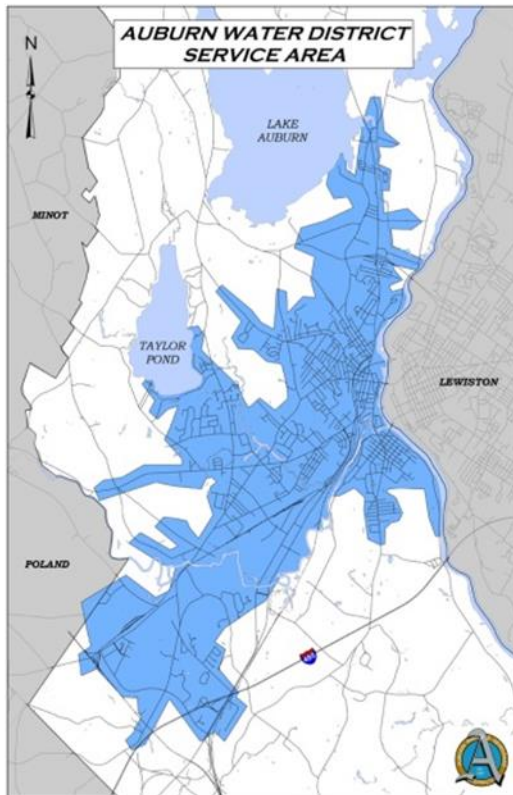 AUBURN WATER DISTRICT
SERVICE AREA
N
LAKE
AUBURN
MINOT
TAYLOR
POND
LEWISTON
POLAND
A